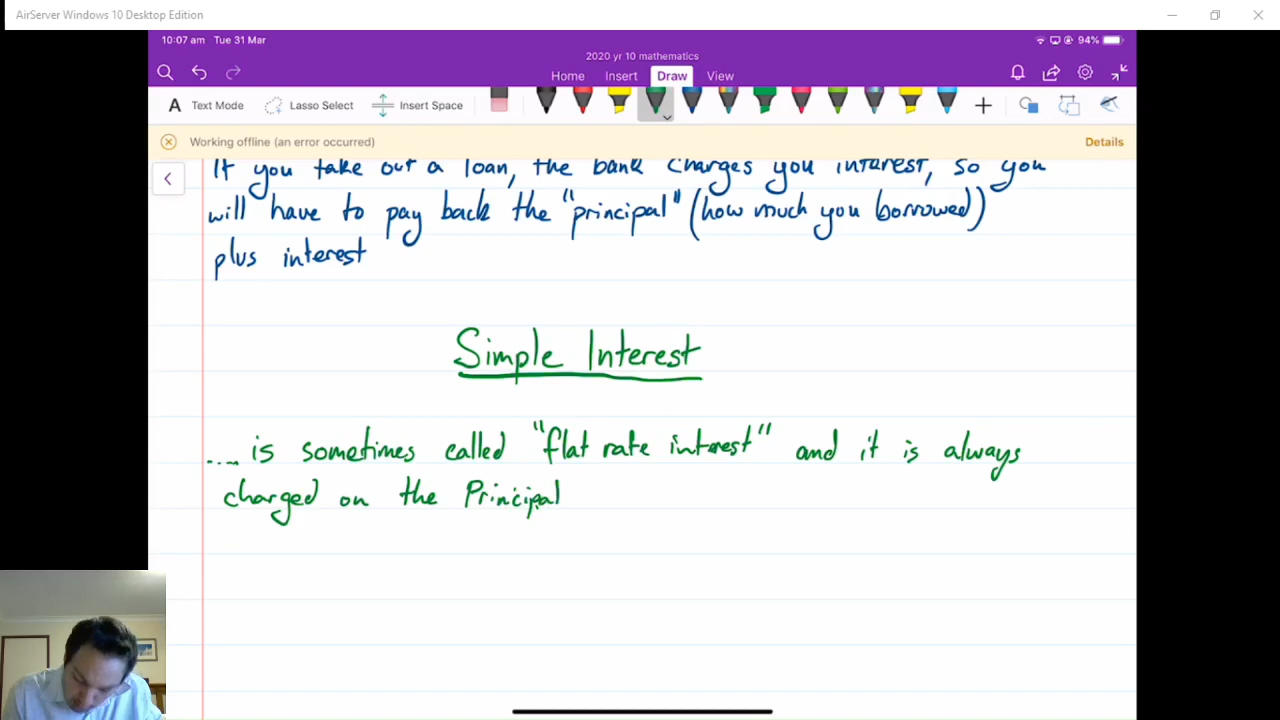 AirServer Windows 10 Desktop Edition
10:07 am Tue 31 Mar
94%
2020 yr 10 mathematics
Home Insert Draw View
A Text Mode Lasso Select Insert Space
Working offline (an error occurred) Details
If you take out a loan, the bank charges you interest, so you
will have to pay back the "principal" (how much you borrowed)
plus interest
Simple Interest
.... is sometimes called "flat rate interest" and it is always
charged on the Principal